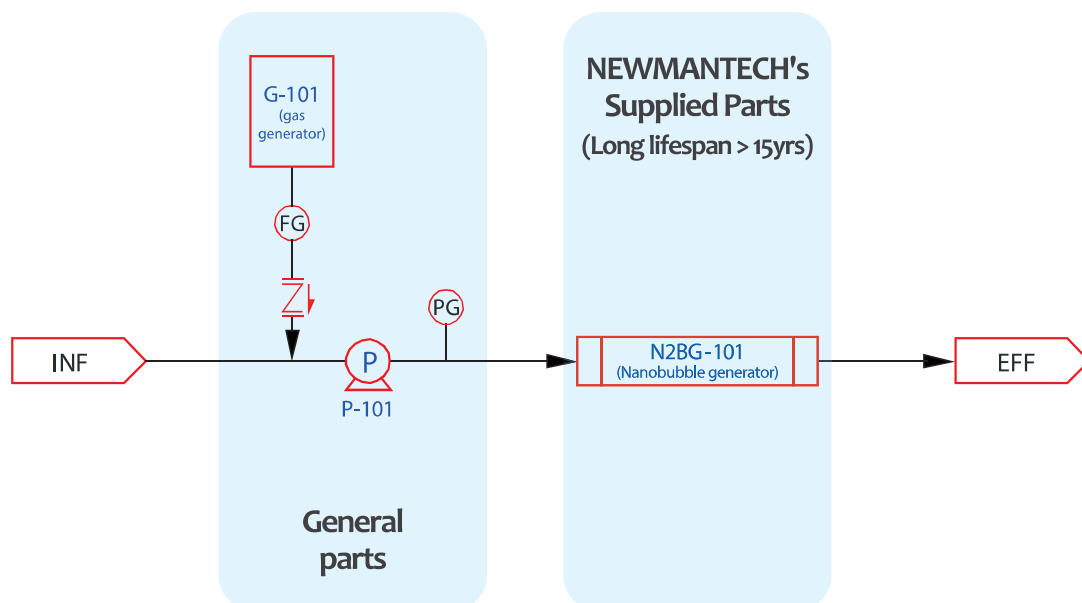 G-101
(gas
generator)
FG
PG
INF
P
P-101
General
parts
NEWMANTECH's
Supplied Parts
(Long lifespan > 15yrs)
N2BG-101
(Nanobubble generator)
EFF